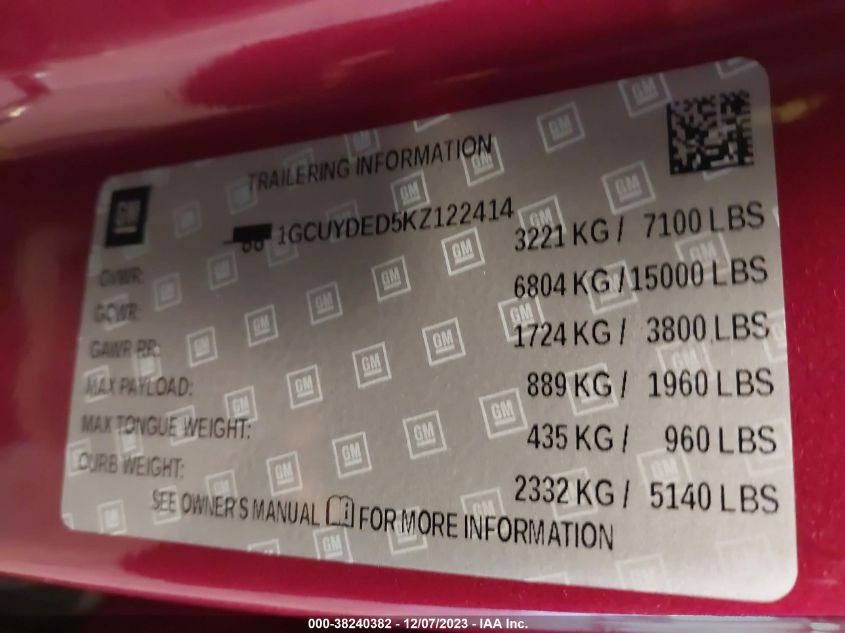 GM
TRAILERING INFORMATION
1GCUYDED5KZ122414
GVWR: 3221 KG / 7100 LBS
GCWR: 6804 KG / 15000 LBS
GAWR RR: 1724 KG / 3800 LBS
MAX PAYLOAD: 889 KG / 1960 LBS
MAX TONGUE WEIGHT: 435 KG / 960 LBS
CURB WEIGHT: 2332 KG / 5140 LBS
SEE OWNER'S MANUAL FOR MORE INFORMATION
000-38240382 - 12/07/2023 - IAA Inc.